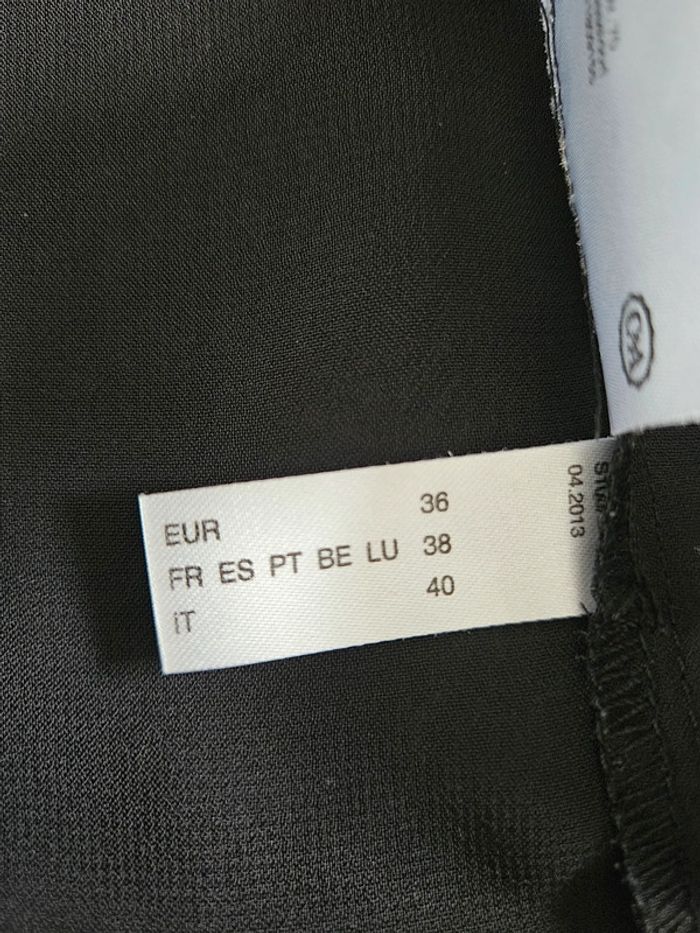 EUR 36
FR ES PT BE LU 38
IT 40
04.2013
C&A